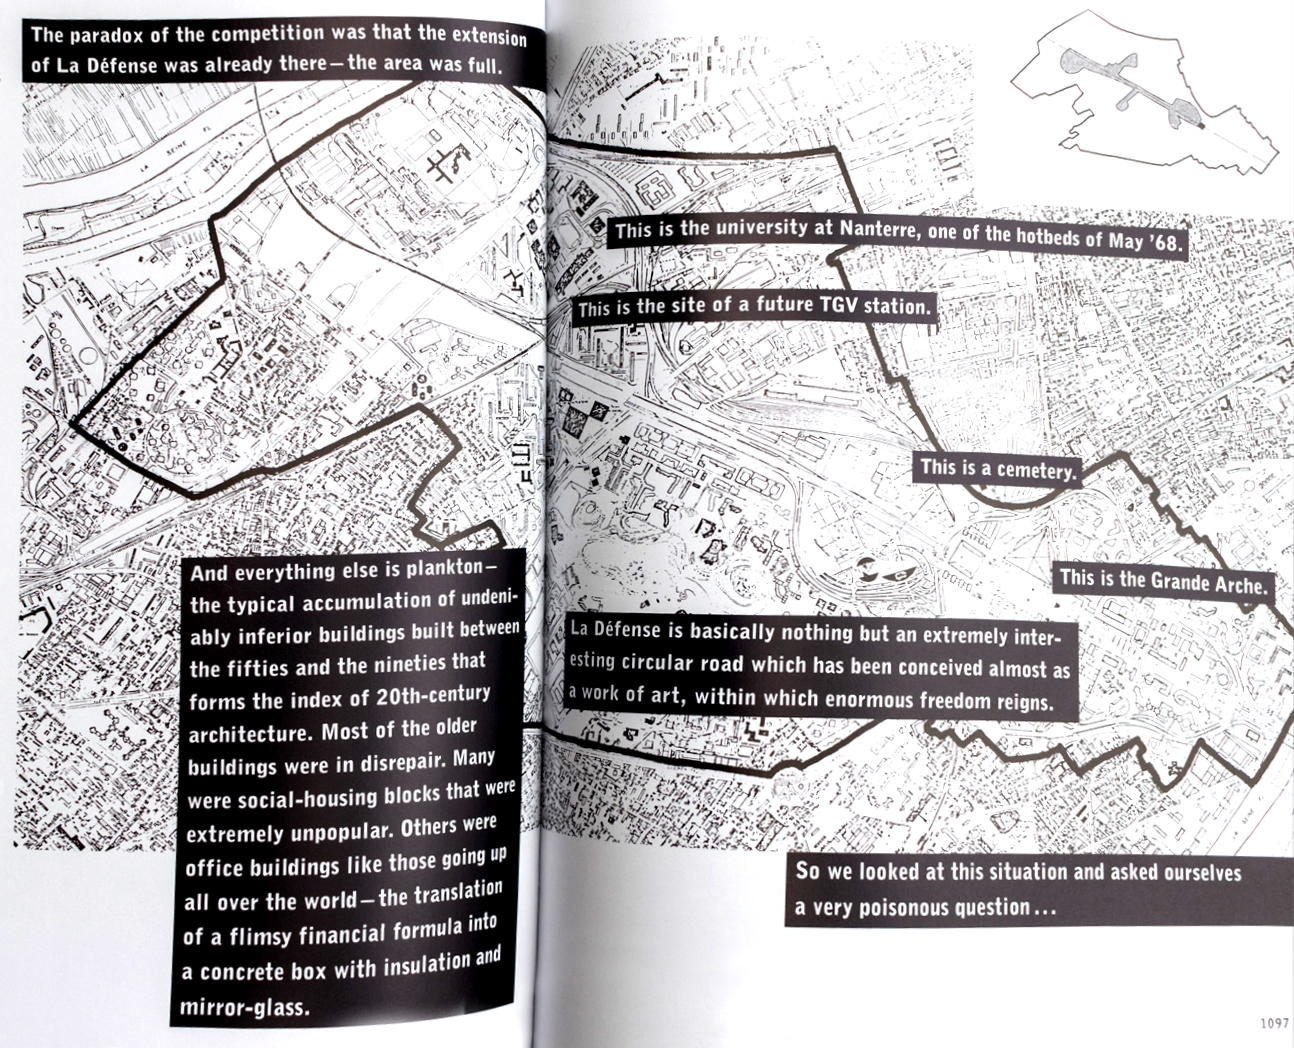 The paradox of the competition was that the extension
of La Défense was already there—the area was full.
LA SEINE
This is the university at Nanterre, one of the hotbeds of May '68.
This is the site of a future TGV station.
This is a cemetery.
This is the Grande Arche.
And everything else is plankton—
the typical accumulation of undeni-
ably inferior buildings built between
the fifties and the nineties that
forms the index of 20th-century
architecture. Most of the older
buildings were in disrepair. Many
were social-housing blocks that were
extremely unpopular. Others were
office buildings like those going up
all over the world—the translation
of a flimsy financial formula into
a concrete box with insulation and
mirror-glass.
La Défense is basically nothing but an extremely inter-
esting circular road which has been conceived almost as
a work of art, within which enormous freedom reigns.
LA SEINE
So we looked at this situation and asked ourselves
a very poisonous question...
1097